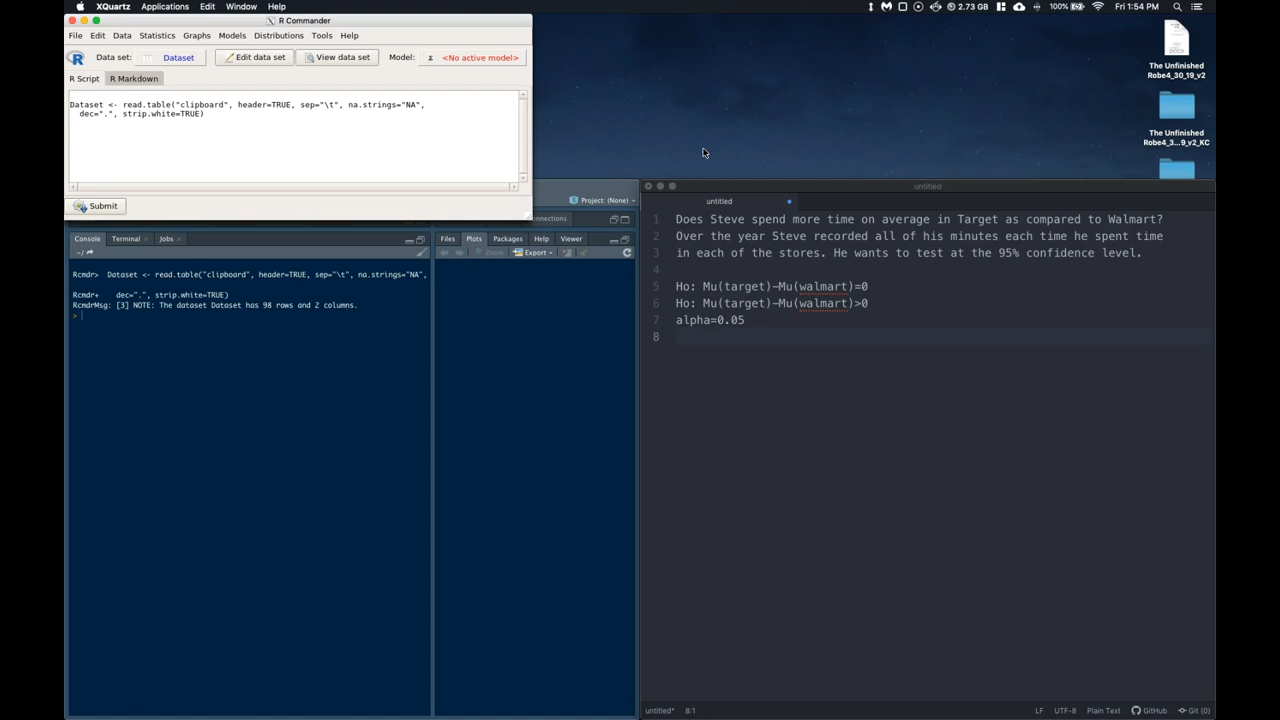 XQuartz Applications Edit Window Help 2.73 GB 100% Fri 1:54 PM
R Commander
File Edit Data Statistics Graphs Models Distributions Tools Help
Data set: Dataset Edit data set View data set Model: Σ <No active model>
R Script R Markdown
Dataset <- read.table("clipboard", header=TRUE, sep="\t", na.strings="NA",
dec=".", strip.white=TRUE)
Submit
The Unfinished
Robe4_30_19_v2
The Unfinished
Robe4_3...9_v2_KC
Project: (None)
onnections
Console Terminal Jobs
~/
Rcmdr> Dataset <- read.table("clipboard", header=TRUE, sep="\t", na.strings="NA",
Rcmdr+ dec=".", strip.white=TRUE)
RcmdrMsg: [3] NOTE: The dataset Dataset has 98 rows and 2 columns.
>
Files Plots Packages Help Viewer
Zoom Export
untitled
untitled
1 Does Steve spend more time on average in Target as compared to Walmart?
2 Over the year Steve recorded all of his minutes each time he spent time
3 in each of the stores. He wants to test at the 95% confidence level.
4
5 Ho: Mu(target)-Mu(walmart)=0
6 Ho: Mu(target)-Mu(walmart)>0
7 alpha=0.05
8
untitled* 8:1 LF UTF-8 Plain Text GitHub Git (0)